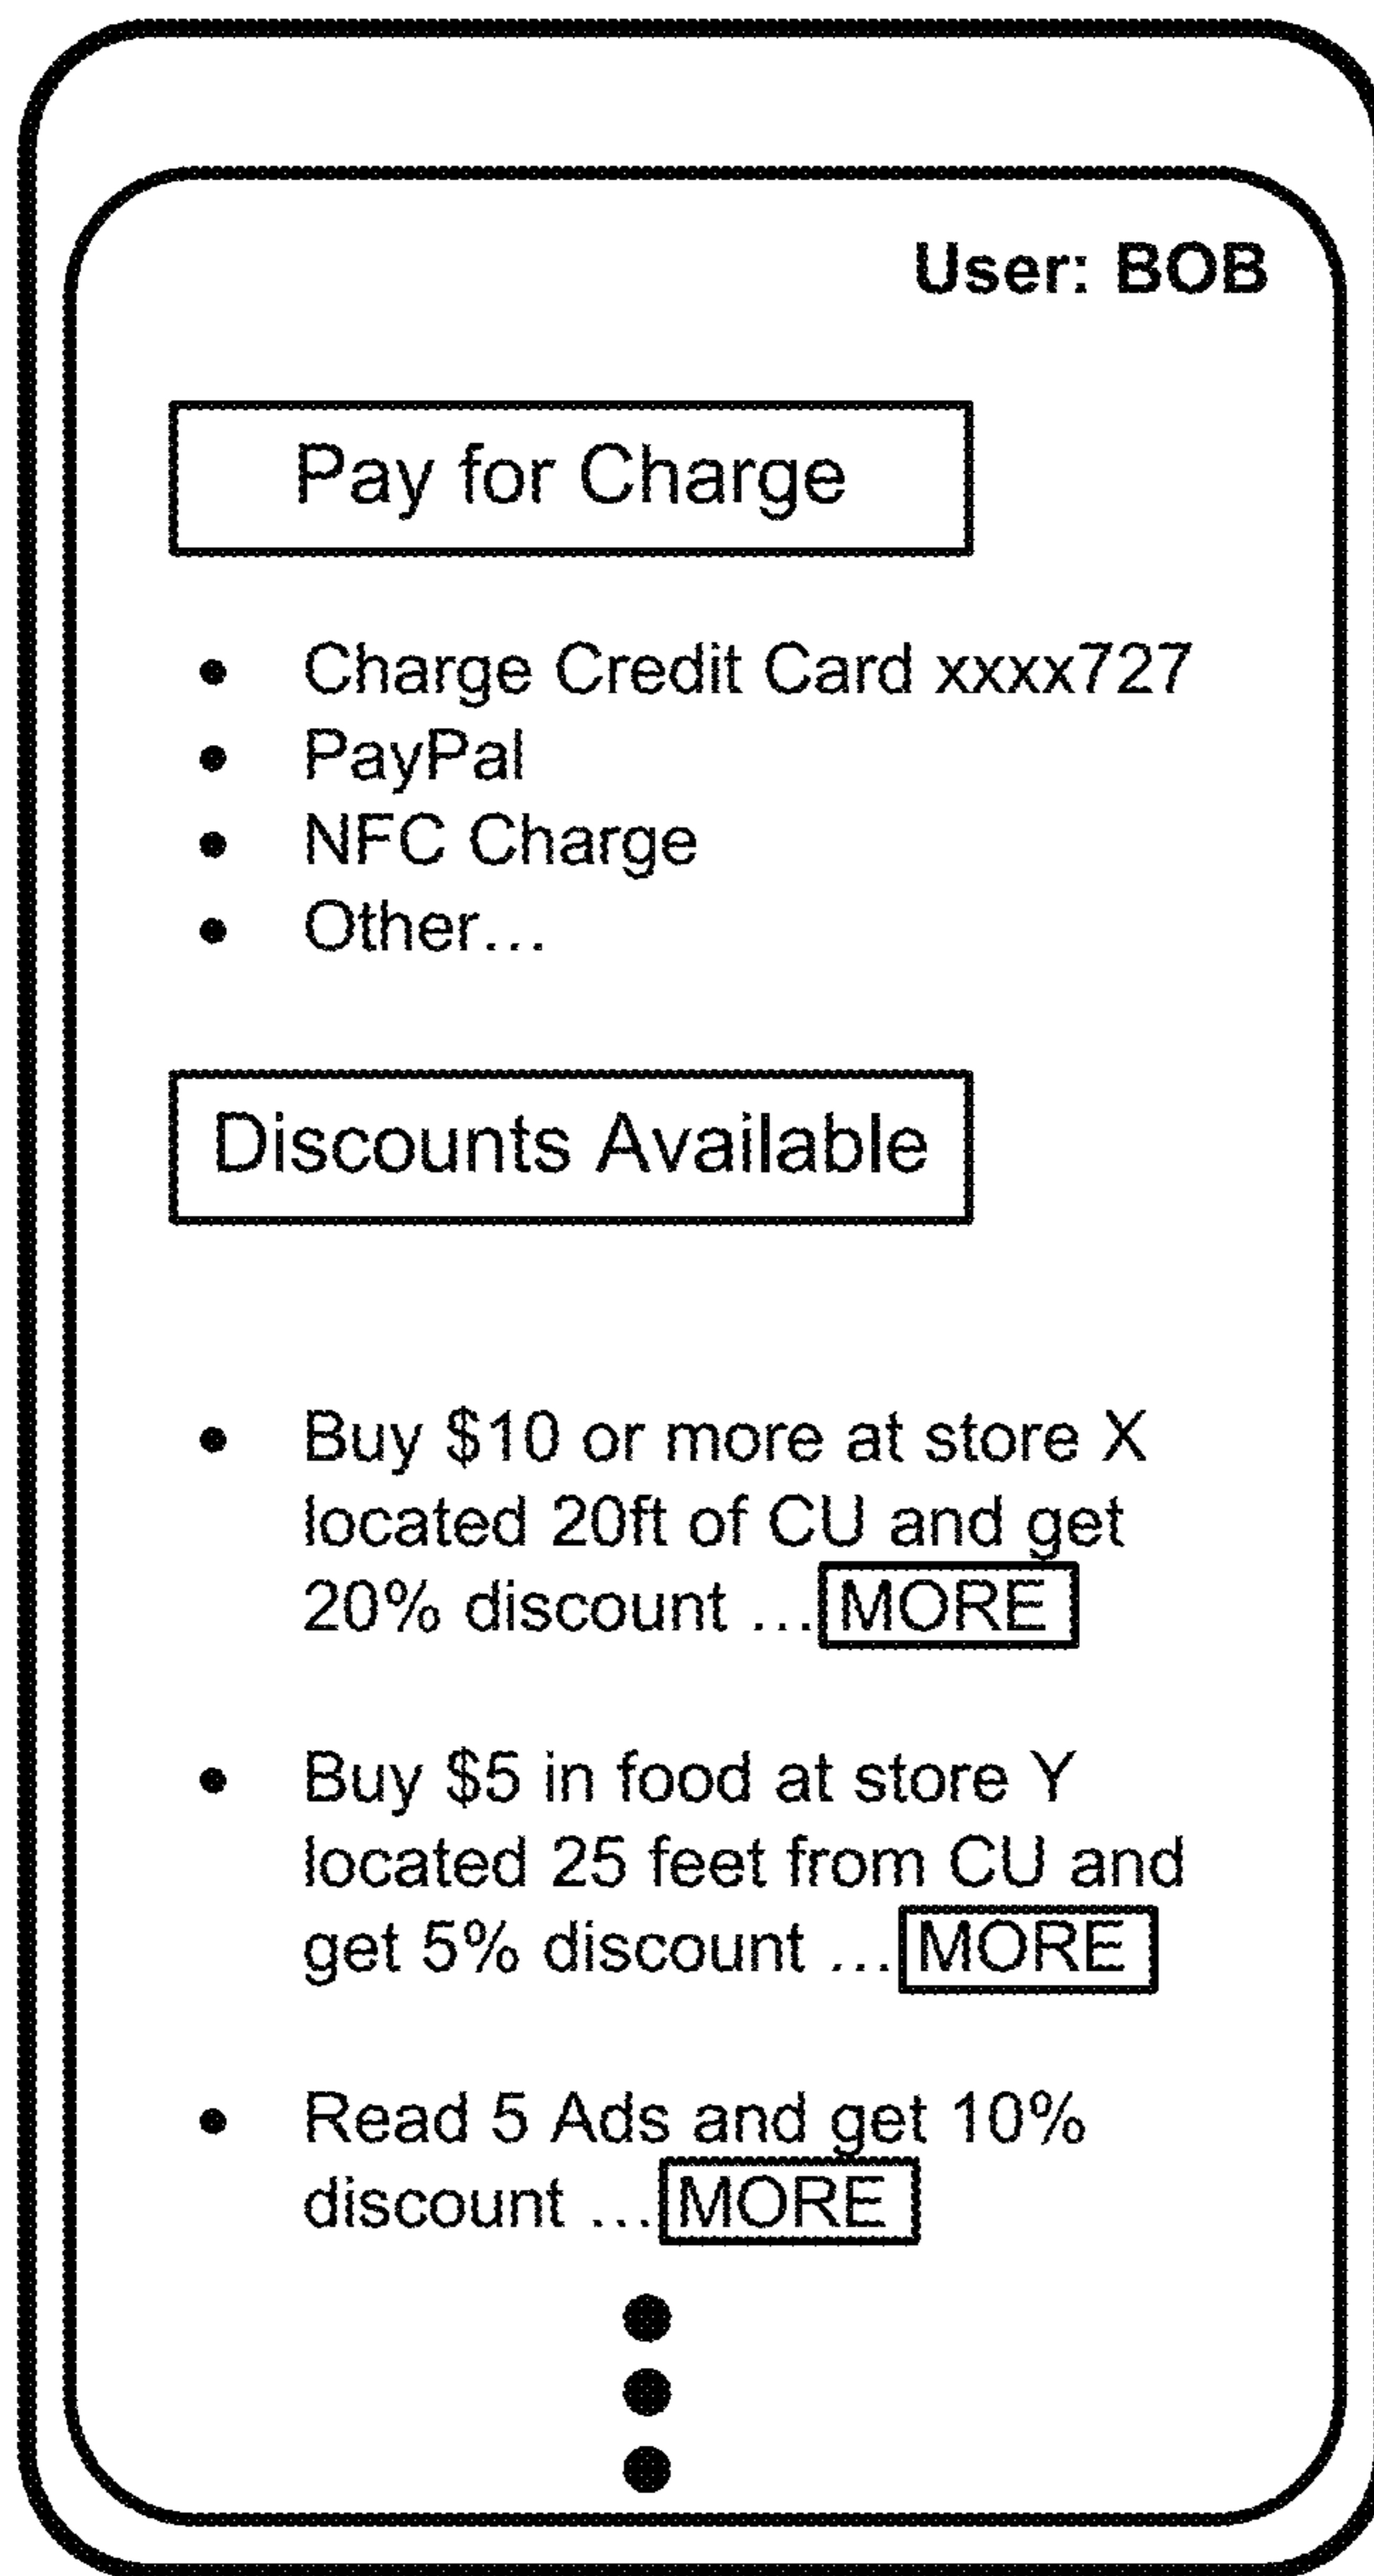 User: BOB
Pay for Charge
• Charge Credit Card xxxx727
• PayPal
• NFC Charge
• Other...
Discounts Available
• Buy $10 or more at store X
located 20ft of CU and get
20% discount ... MORE
• Buy $5 in food at store Y
located 25 feet from CU and
get 5% discount ... MORE
• Read 5 Ads and get 10%
discount ... MORE